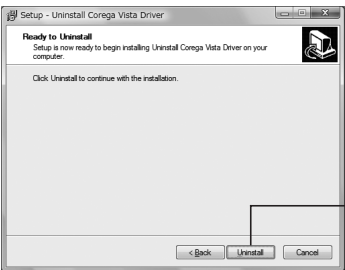 Setup - Uninstall Corega Vista Driver
Ready to Uninstall
Setup is now ready to begin installing Uninstall Corega Vista Driver on your
computer.
Click Uninstall to continue with the installation.
< Back
Uninstall
Cancel